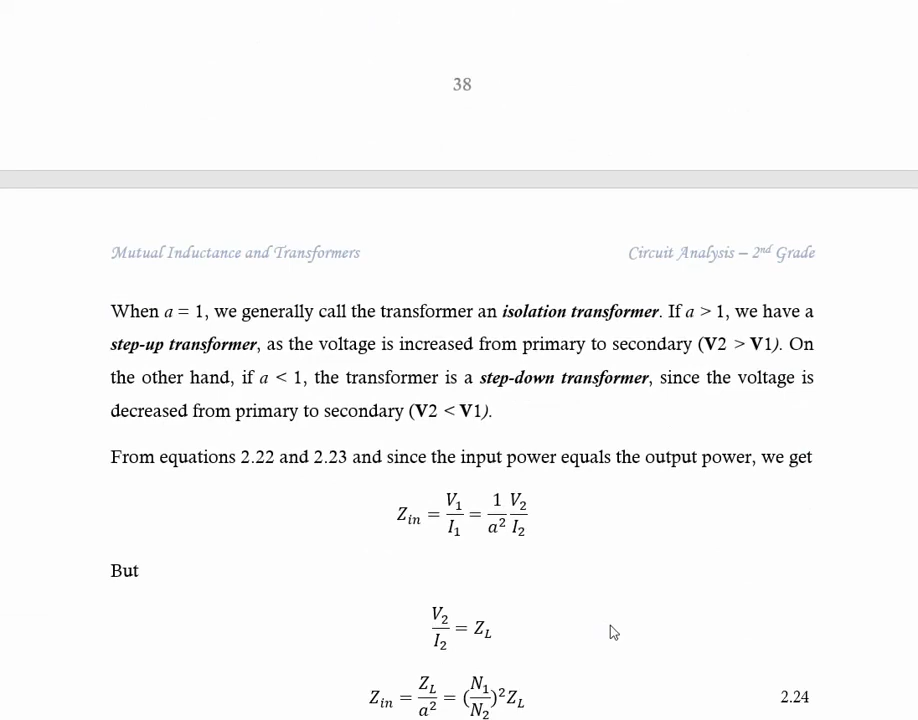 38
Mutual Inductance and Transformers Circuit Analysis – 2nd Grade
When a = 1, we generally call the transformer an isolation transformer. If a > 1, we have a
step-up transformer, as the voltage is increased from primary to secondary (V2 > V1). On
the other hand, if a < 1, the transformer is a step-down transformer, since the voltage is
decreased from primary to secondary (V2 < V1).
From equations 2.22 and 2.23 and since the input power equals the output power, we get
Z_in = V_1/I_1 = 1/a² V_2/I_2
But
V_2/I_2 = Z_L
Z_in = Z_L/a² = (N_1/N_2)² Z_L 2.24